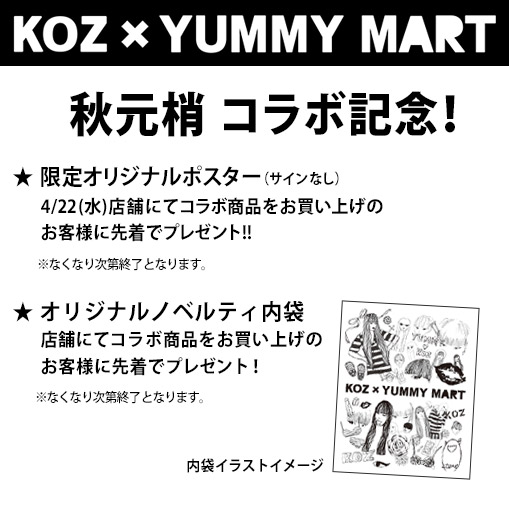 KOZ × YUMMY MART
秋元梢 コラボ記念!
★ 限定オリジナルポスター(サインなし)
4/22(水)店舗にてコラボ商品をお買い上げの
お客様に先着でプレゼント!!
※なくなり次第終了となります。
★ オリジナルノベルティ内袋
店舗にてコラボ商品をお買い上げの
お客様に先着でプレゼント！
※なくなり次第終了となります。
KOZ × YUMMY MART
KOZ
KOZ
内袋イラストイメージ